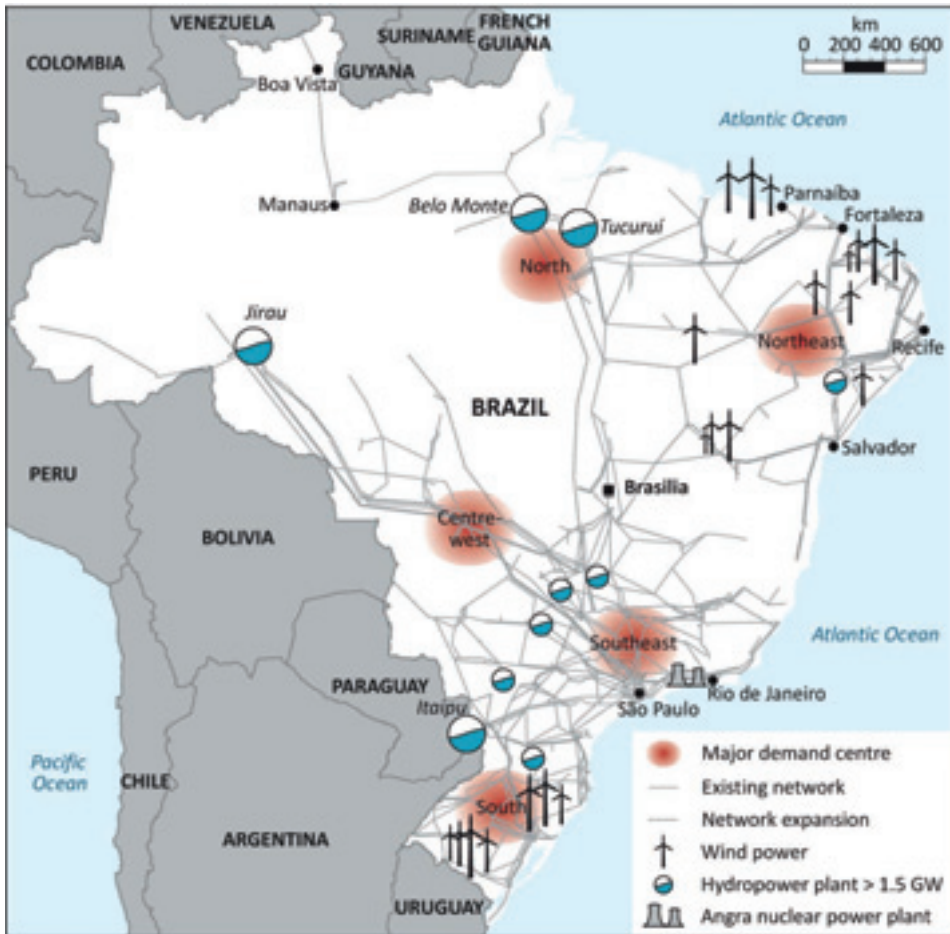 VENEZUELA
FRENCH
GUIANA
SURINAME
COLOMBIA
GUYANA
km
0 200 400 600
Boa Vista
Atlantic Ocean
Manaus
Belo Monte
Tucuruí
Parnaíba
Fortaleza
North
Jirau
Northeast
Recife
BRAZIL
Salvador
PERU
Brasília
Centre-
west
BOLIVIA
Southeast
Atlantic Ocean
PARAGUAY
Rio de Janeiro
São Paulo
Itaipu
Pacific
Ocean
CHILE
South
ARGENTINA
URUGUAY
Major demand centre
Existing network
Network expansion
Wind power
Hydropower plant > 1.5 GW
Angra nuclear power plant